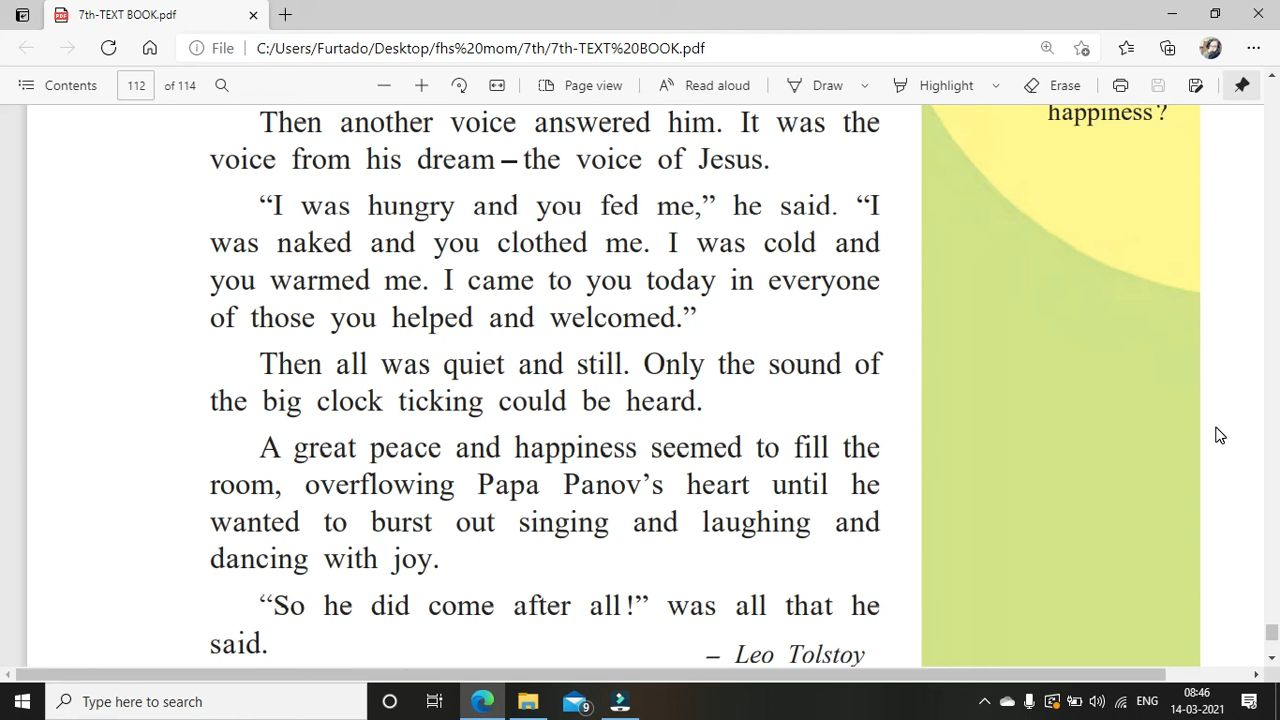 7th-TEXT BOOK.pdf
File C:/Users/Furtado/Desktop/fhs%20mom/7th/7th-TEXT%20BOOK.pdf
Contents 112 of 114 Page view Read aloud Draw Highlight Erase
Then another voice answered him. It was the
voice from his dream – the voice of Jesus.
“I was hungry and you fed me,” he said. “I
was naked and you clothed me. I was cold and
you warmed me. I came to you today in everyone
of those you helped and welcomed.”
Then all was quiet and still. Only the sound of
the big clock ticking could be heard.
A great peace and happiness seemed to fill the
room, overflowing Papa Panov’s heart until he
wanted to burst out singing and laughing and
dancing with joy.
“So he did come after all!” was all that he
said.
– Leo Tolstoy
happiness?
Type here to search
9
ENG
08:46
14-03-2021